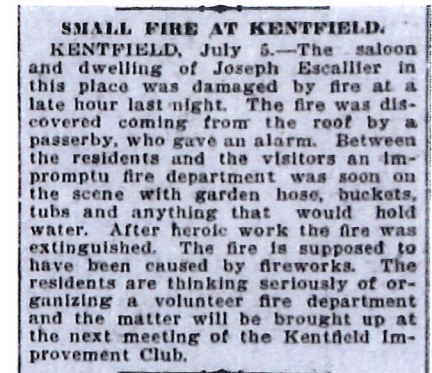 SMALL FIRE AT KENTFIELD.
KENTFIELD, July 5.—The saloon
and dwelling of Joseph Escallier in
this place was damaged by fire at a
late hour last night. The fire was dis-
covered coming from the roof by a
passerby, who gave an alarm. Between
the residents and the visitors an im-
promptu fire department was soon on
the scene with garden hose, buckets,
tubs and anything that would hold
water. After heroic work the fire was
extinguished. The fire is supposed to
have been caused by fireworks. The
residents are thinking seriously of or-
ganizing a volunteer fire department
and the matter will be brought up at
the next meeting of the Kentfield Im-
provement Club.